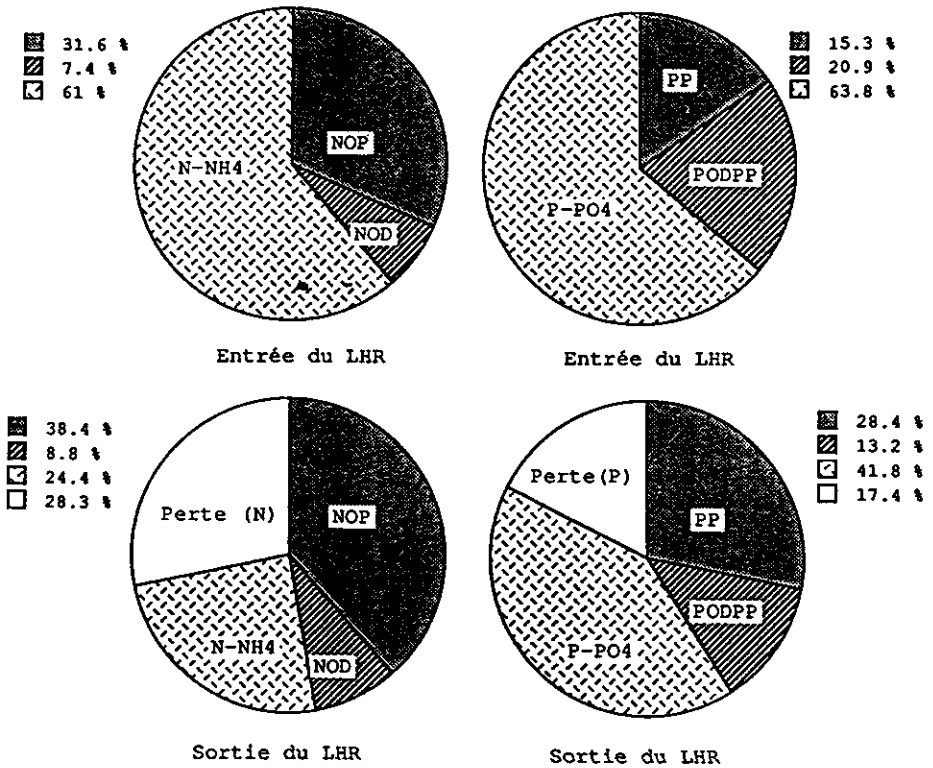 31.6 %
7.4 %
61 %
NOP
N-NH4
NOD
Entrée du LHR
15.3 %
20.9 %
63.8 %
PP
PODPP
P-PO4
Entrée du LHR
38.4 %
8.8 %
24.4 %
28.3 %
Perte (N)
NOP
N-NH4
NOD
Sortie du LHR
28.4 %
13.2 %
41.8 %
17.4 %
Perte(P)
PP
PODPP
P-PO4
Sortie du LHR